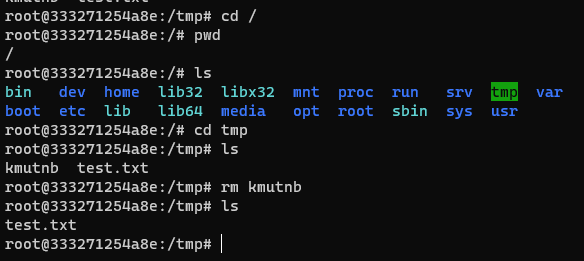 root@333271254a8e:/tmp# cd /
root@333271254a8e:/# pwd
/
root@333271254a8e:/# ls
bin   dev  home  lib32  libx32  mnt  proc  run   srv  tmp  var
boot  etc  lib   lib64  media   opt  root  sbin  sys  usr
root@333271254a8e:/# cd tmp
root@333271254a8e:/tmp# ls
kmutnb  test.txt
root@333271254a8e:/tmp# rm kmutnb
root@333271254a8e:/tmp# ls
test.txt
root@333271254a8e:/tmp#